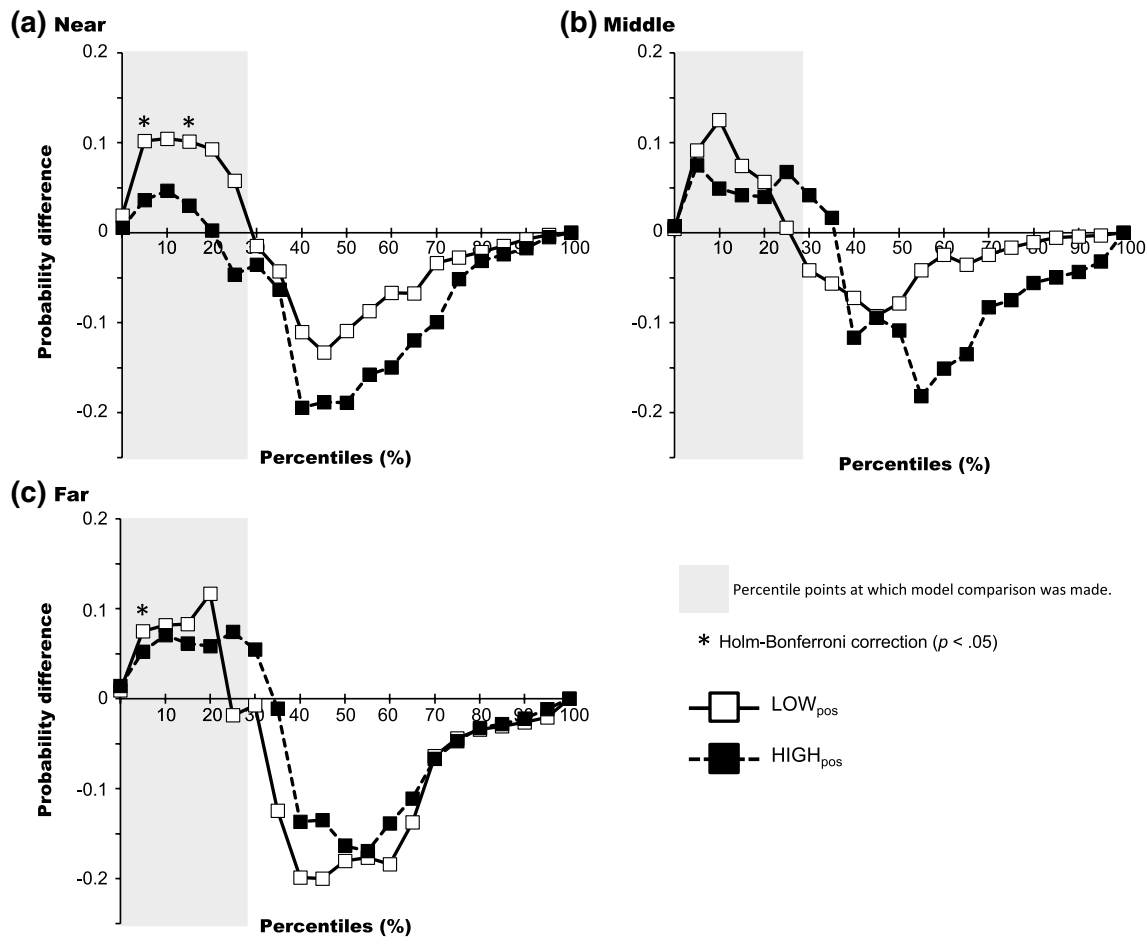 (a) Near
0.2
0.1
0
-0.1
-0.2
Probability difference
* *
10 20 30 40 50 60 70 80 90 100
Percentiles (%)
(b) Middle
0.2
0.1
0
-0.1
-0.2
Probability difference
10 20 30 40 50 60 70 80 90 100
Percentiles (%)
(c) Far
0.2
0.1
0
-0.1
-0.2
Probability difference
*
10 20 30 40 50 60 70 80 90 100
Percentiles (%)
Percentile points at which model comparison was made.
* Holm-Bonferroni correction (p < .05)
LOWpos
HIGHpos